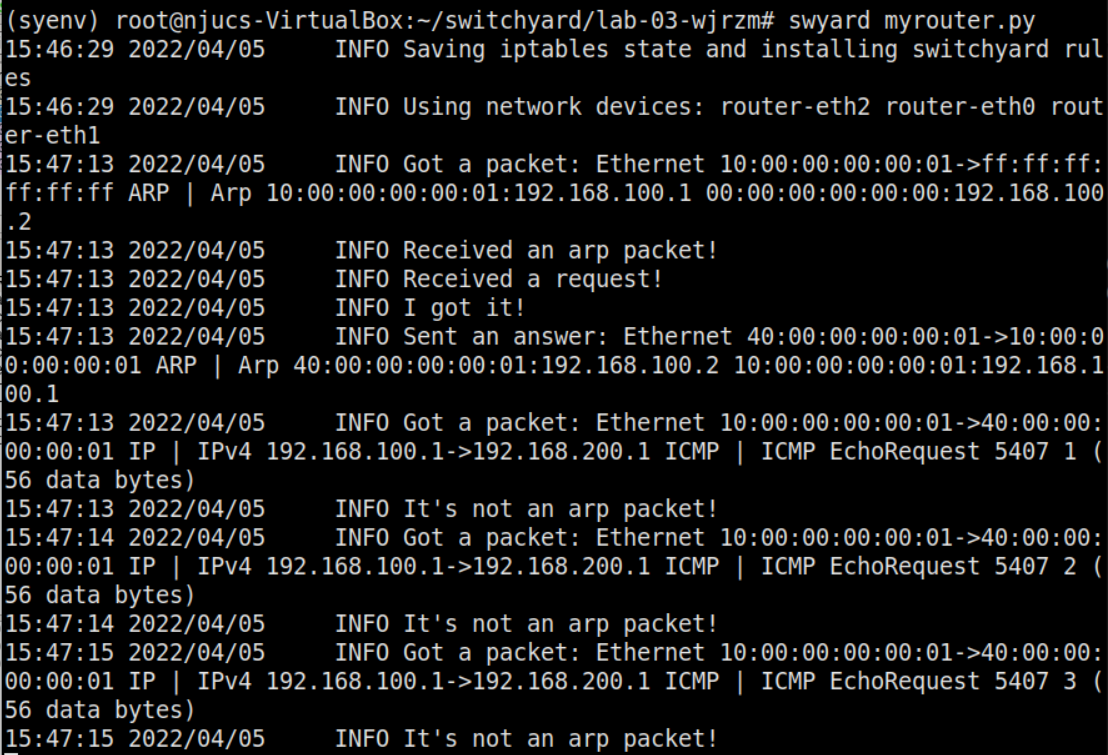 (syenv) root@njucs-VirtualBox:~/switchyard/lab-03-wjrzm# swyard myrouter.py
15:46:29 2022/04/05     INFO Saving iptables state and installing switchyard rul
es
15:46:29 2022/04/05     INFO Using network devices: router-eth2 router-eth0 rout
er-eth1
15:47:13 2022/04/05     INFO Got a packet: Ethernet 10:00:00:00:00:01->ff:ff:ff:
ff:ff:ff ARP | Arp 10:00:00:00:00:01:192.168.100.1 00:00:00:00:00:00:192.168.100
.2
15:47:13 2022/04/05     INFO Received an arp packet!
15:47:13 2022/04/05     INFO Received a request!
15:47:13 2022/04/05     INFO I got it!
15:47:13 2022/04/05     INFO Sent an answer: Ethernet 40:00:00:00:00:01->10:00:0
0:00:00:01 ARP | Arp 40:00:00:00:00:01:192.168.100.2 10:00:00:00:00:01:192.168.1
00.1
15:47:13 2022/04/05     INFO Got a packet: Ethernet 10:00:00:00:00:01->40:00:00:
00:00:01 IP | IPv4 192.168.100.1->192.168.200.1 ICMP | ICMP EchoRequest 5407 1 (
56 data bytes)
15:47:13 2022/04/05     INFO It's not an arp packet!
15:47:14 2022/04/05     INFO Got a packet: Ethernet 10:00:00:00:00:01->40:00:00:
00:00:01 IP | IPv4 192.168.100.1->192.168.200.1 ICMP | ICMP EchoRequest 5407 2 (
56 data bytes)
15:47:14 2022/04/05     INFO It's not an arp packet!
15:47:15 2022/04/05     INFO Got a packet: Ethernet 10:00:00:00:00:01->40:00:00:
00:00:01 IP | IPv4 192.168.100.1->192.168.200.1 ICMP | ICMP EchoRequest 5407 3 (
56 data bytes)
15:47:15 2022/04/05     INFO It's not an arp packet!